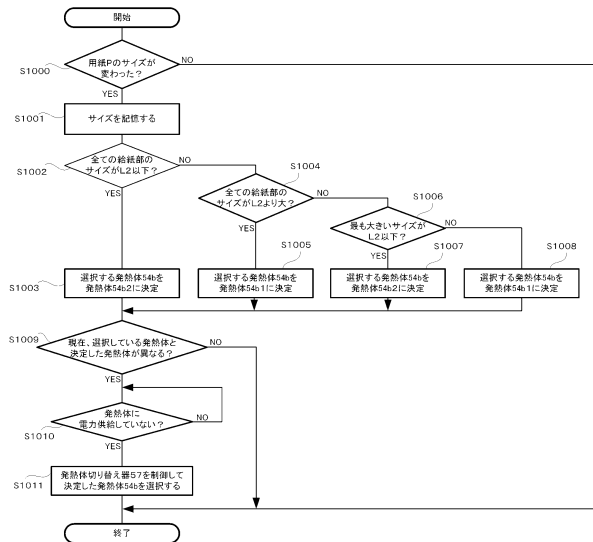 開始
用紙Pのサイズが
変わった？
NO
S1000
YES
S1001
サイズを記憶する
S1002
全ての給紙部の
サイズがL2以下？
NO
YES
S1004
全ての給紙部の
サイズがL2より大？
NO
YES
S1006
最も大きいサイズが
L2以下？
NO
YES
S1003
選択する発熱体54bを
発熱体54b2に決定
S1005
選択する発熱体54bを
発熱体54b1に決定
S1007
選択する発熱体54bを
発熱体54b2に決定
S1008
選択する発熱体54bを
発熱体54b1に決定
S1009
現在、選択している発熱体と
決定した発熱体が異なる？
NO
YES
発熱体に
電力供給していない？
NO
S1010
YES
S1011
発熱体切り替え器57を制御して
決定した発熱体54bを選択する
終了